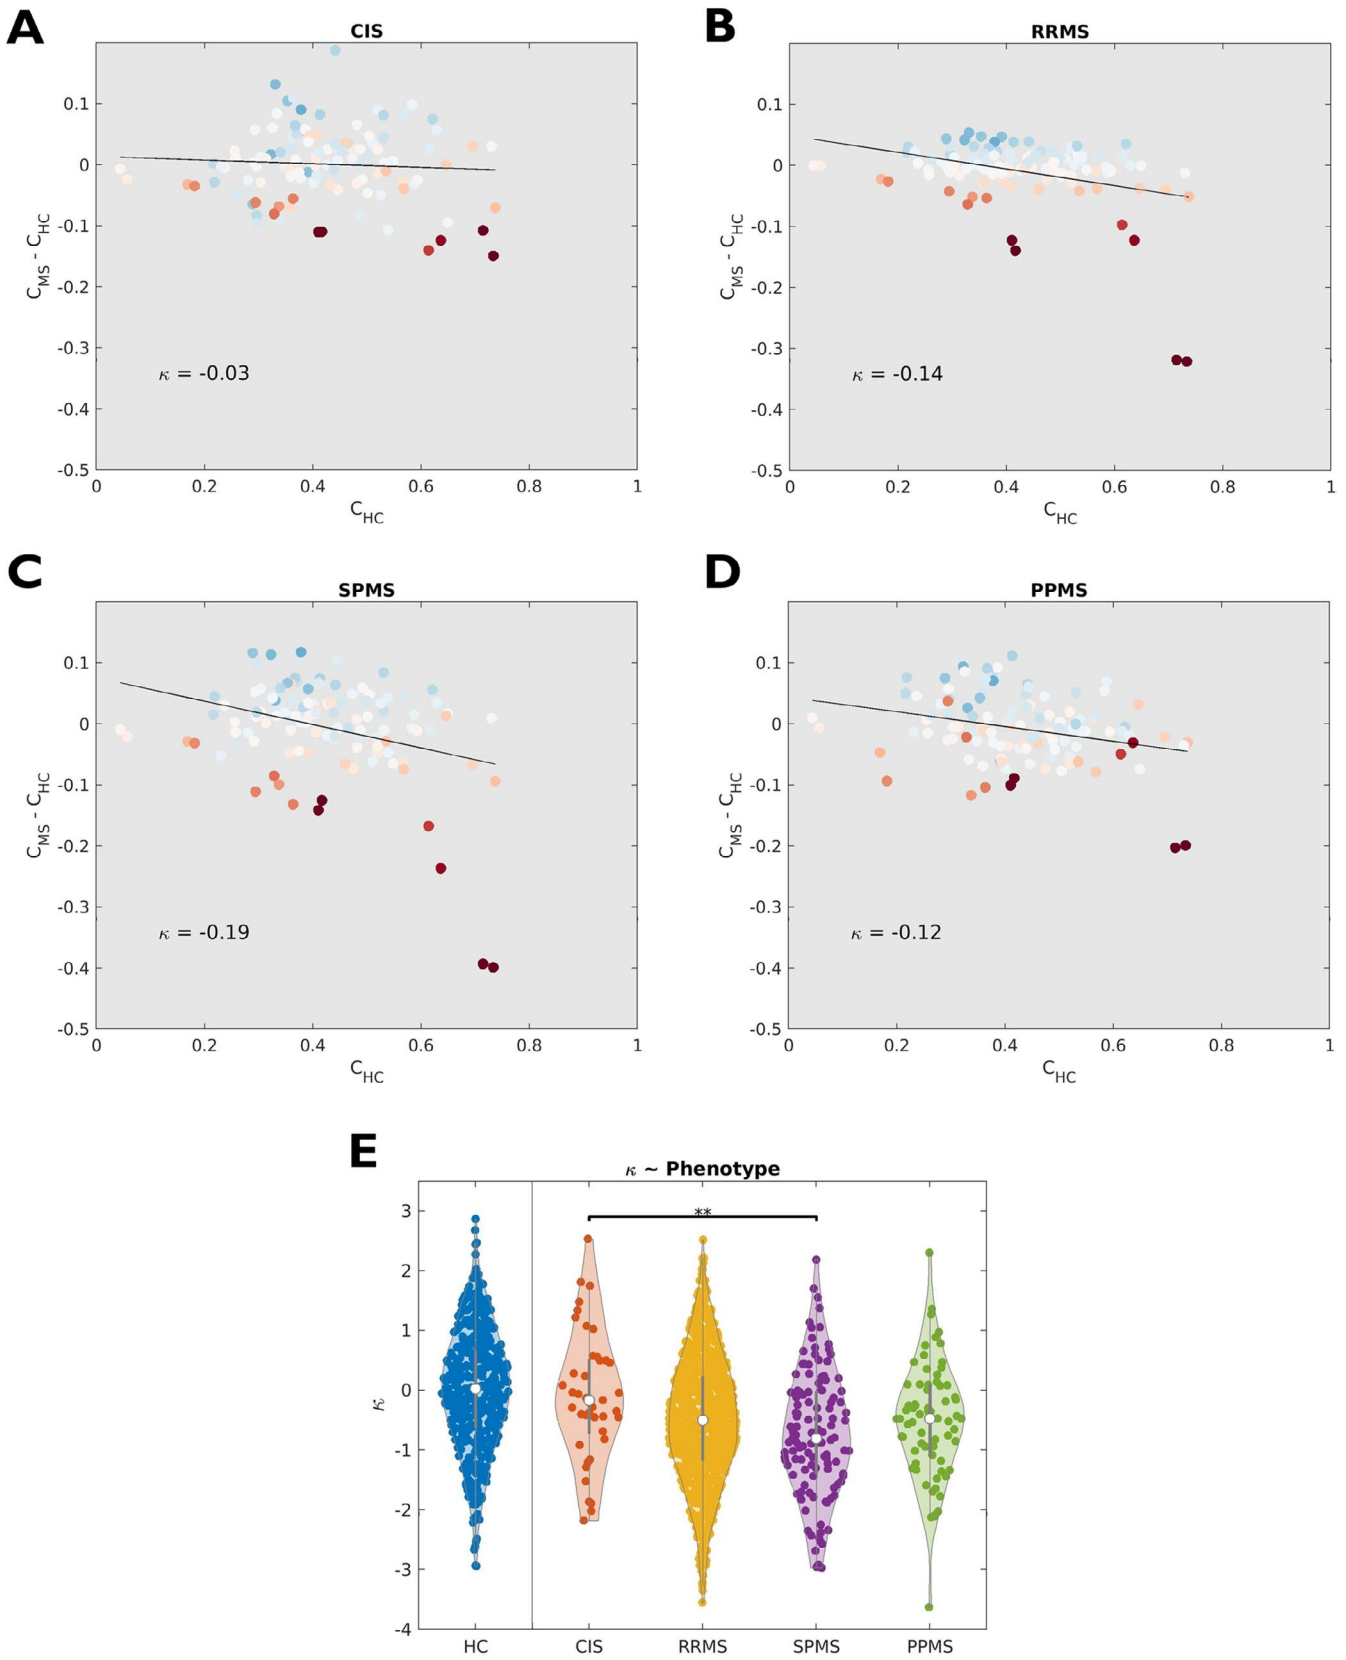 A
CIS
0.1
0
-0.1
-0.2
-0.3
-0.4
-0.5
C_MS - C_HC
κ = -0.03
0 0.2 0.4 0.6 0.8 1
C_HC
B
RRMS
0.1
0
-0.1
-0.2
-0.3
-0.4
-0.5
C_MS - C_HC
κ = -0.14
0 0.2 0.4 0.6 0.8 1
C_HC
C
SPMS
0.1
0
-0.1
-0.2
-0.3
-0.4
-0.5
C_MS - C_HC
κ = -0.19
0 0.2 0.4 0.6 0.8 1
C_HC
D
PPMS
0.1
0
-0.1
-0.2
-0.3
-0.4
-0.5
C_MS - C_HC
κ = -0.12
0 0.2 0.4 0.6 0.8 1
C_HC
E
κ ~ Phenotype
**
3
2
1
0
-1
-2
-3
-4
κ
HC CIS RRMS SPMS PPMS